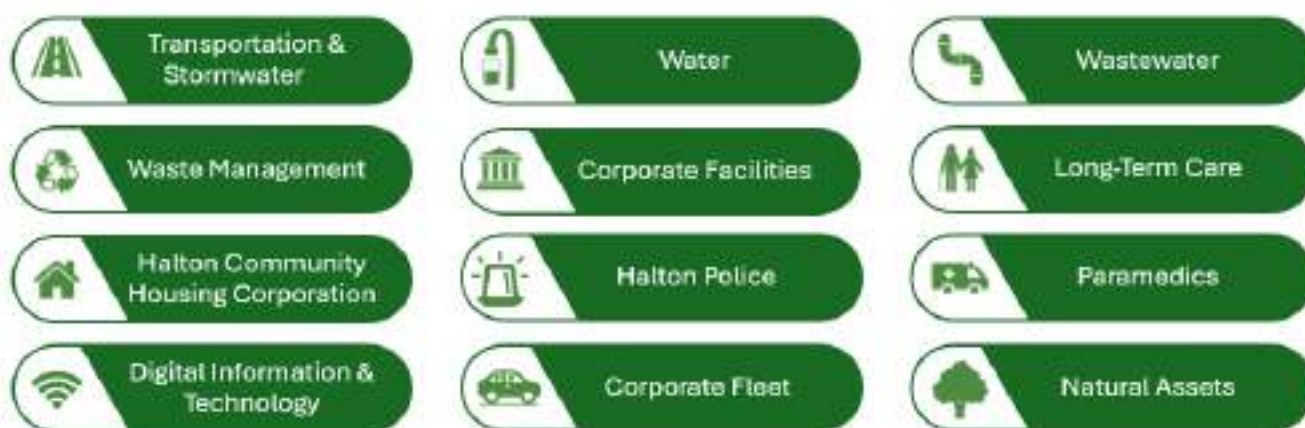 Transportation &
Stormwater
Water
Wastewater
Waste Management
Corporate Facilities
Long-Term Care
Halton Community
Housing Corporation
Halton Police
Paramedics
Digital Information &
Technology
Corporate Fleet
Natural Assets